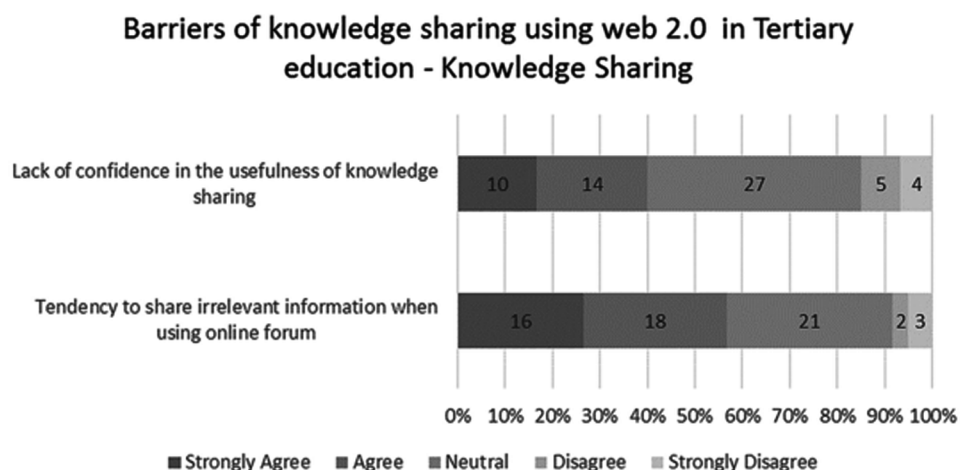 Barriers of knowledge sharing using web 2.0 in Tertiary
education - Knowledge Sharing
Lack of confidence in the usefulness of knowledge
sharing
10 14 27 5 4
Tendency to share irrelevant information when
using online forum
16 18 21 2 3
0% 10% 20% 30% 40% 50% 60% 70% 80% 90% 100%
Strongly Agree Agree Neutral Disagree Strongly Disagree